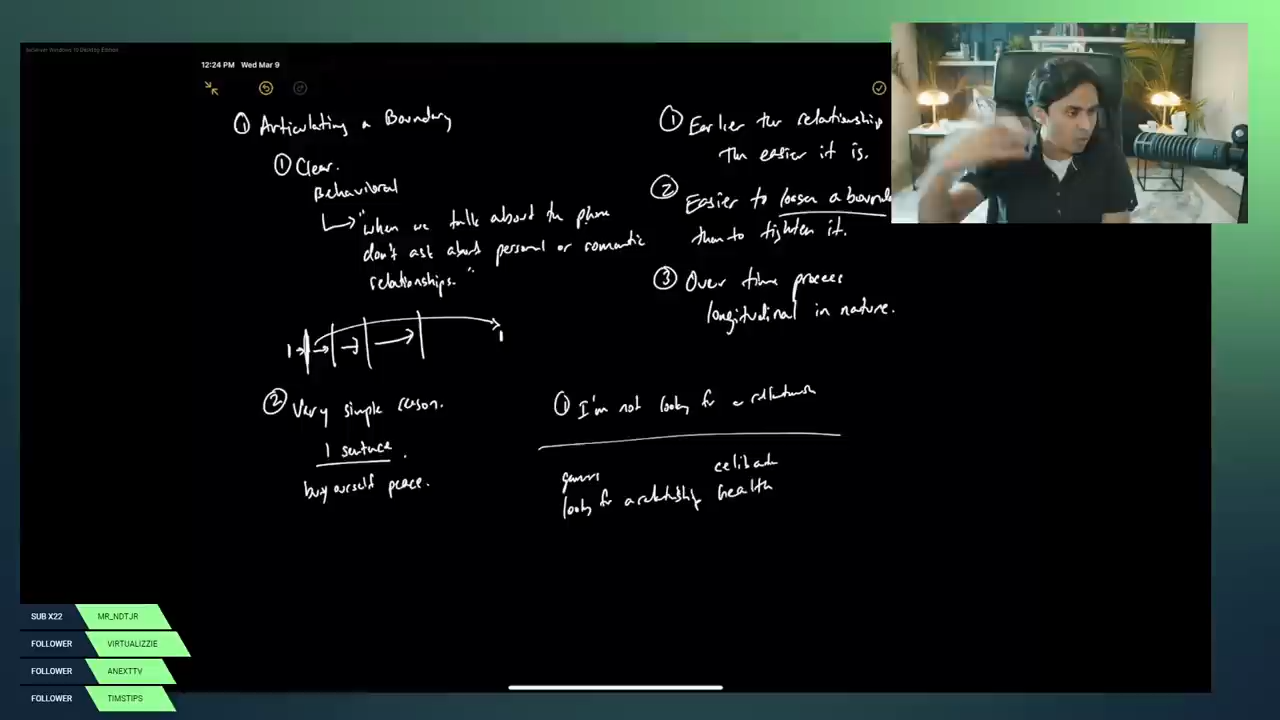 12:24 PM Wed Mar 9
① Articulating a Boundary
① Clear.
Behavioral
"when we talk about the phone
don't ask about personal or romantic
relationships."
1
1
② Very simple reason.
1 sentence.
buy ourself peace.
① Earlier the relationship
The easier it is.
② Easier to loosen a bound
than to tighten it.
③ Over time process
longitudinal in nature.
① I'm not looking for a relationship
celibate
looking for a relationship health
SUB X22 MR_NDTJR
FOLLOWER VIRTUALIZZIE
FOLLOWER ANEXTTV
FOLLOWER TIMSTIPS